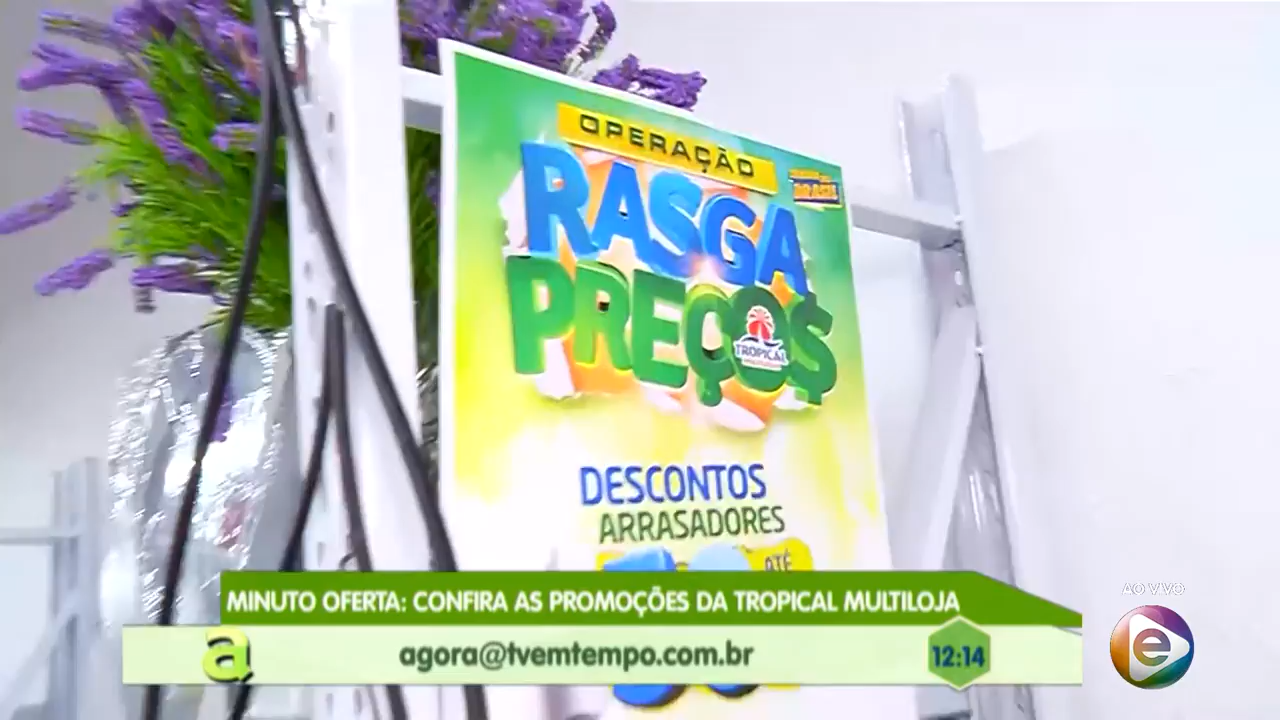 OPERAÇÃO
BRASIL
RASGA
PREÇO$
TROPICAL
DESCONTOS
ARRASADORES
ATÉ
MINUTO OFERTA: CONFIRA AS PROMOÇÕES DA TROPICAL MULTILOJA
a
agora@tvemtempo.com.br
12:14
AO VIVO
e